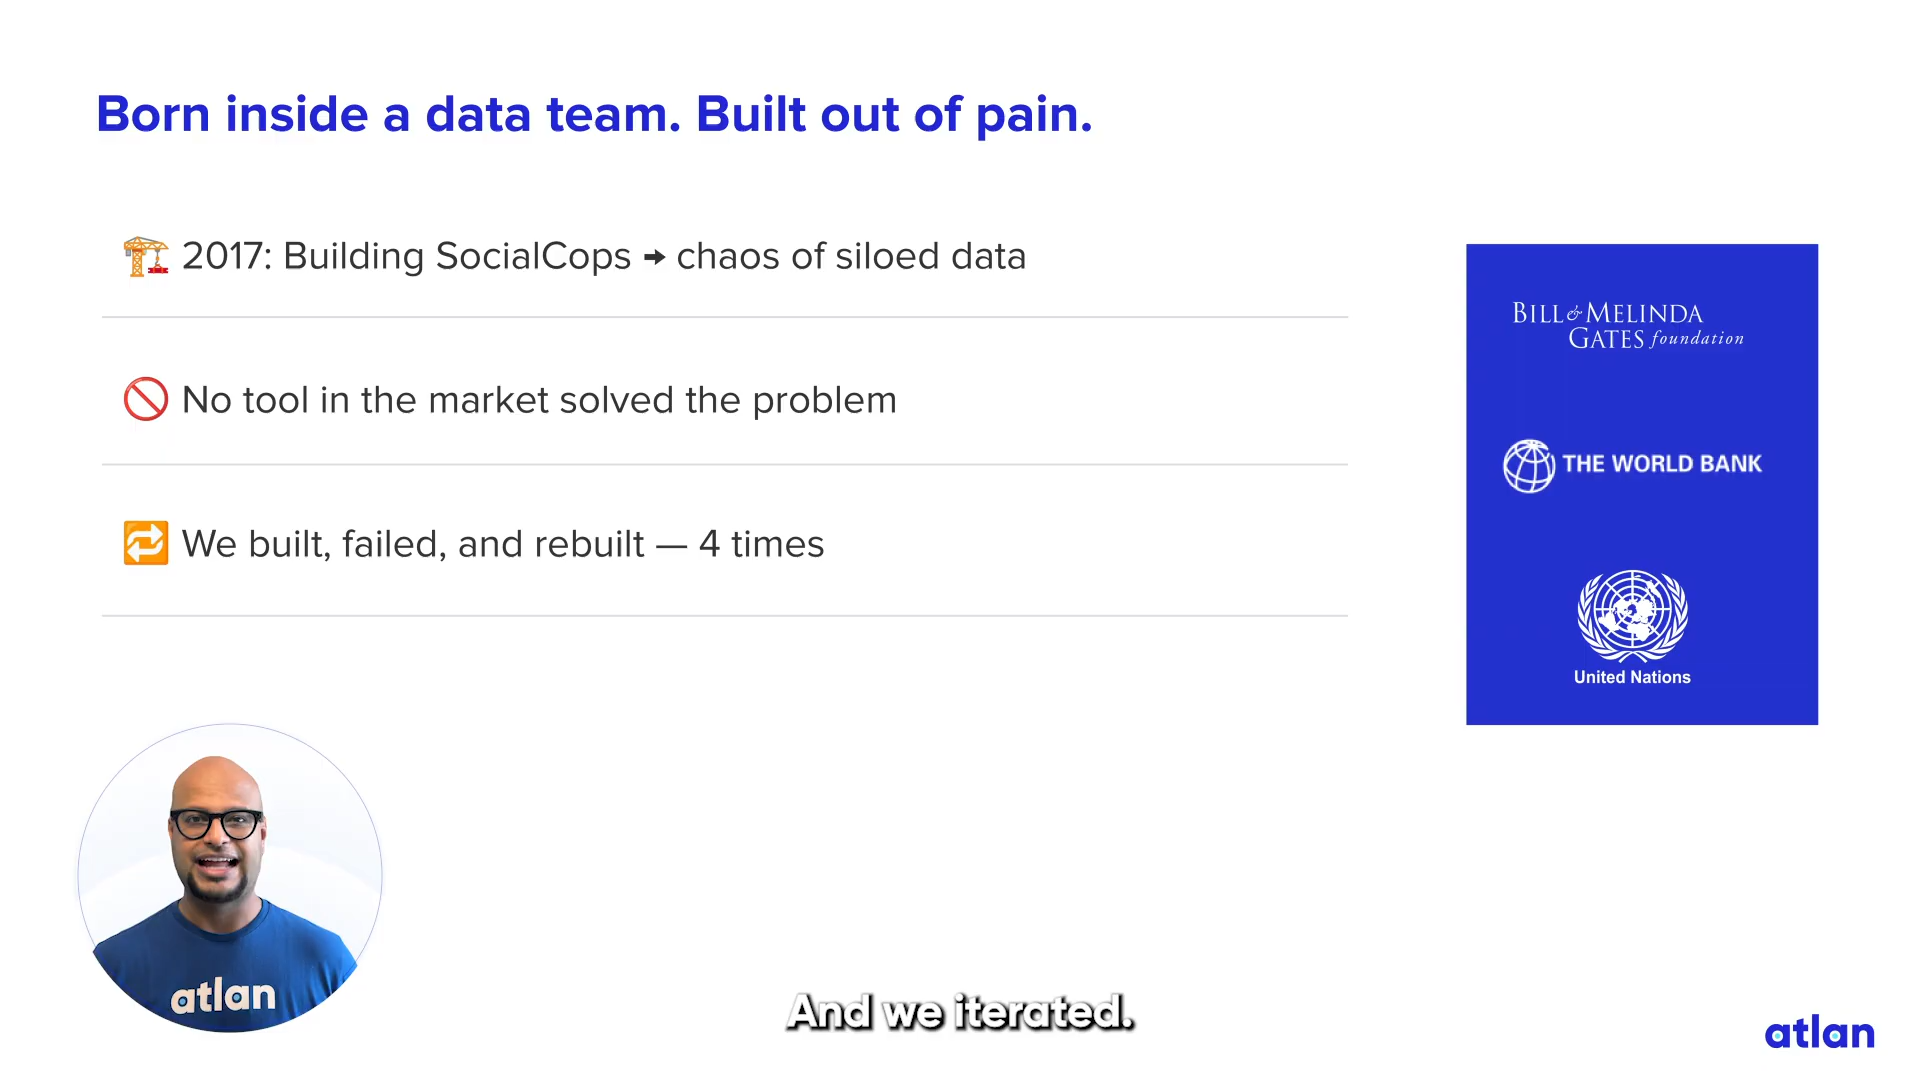 Born inside a data team. Built out of pain.
🏗️ 2017: Building SocialCops → chaos of siloed data
🚫 No tool in the market solved the problem
🔁 We built, failed, and rebuilt — 4 times
BILL & MELINDA
GATES foundation
THE WORLD BANK
United Nations
atlan
And we iterated.
atlan